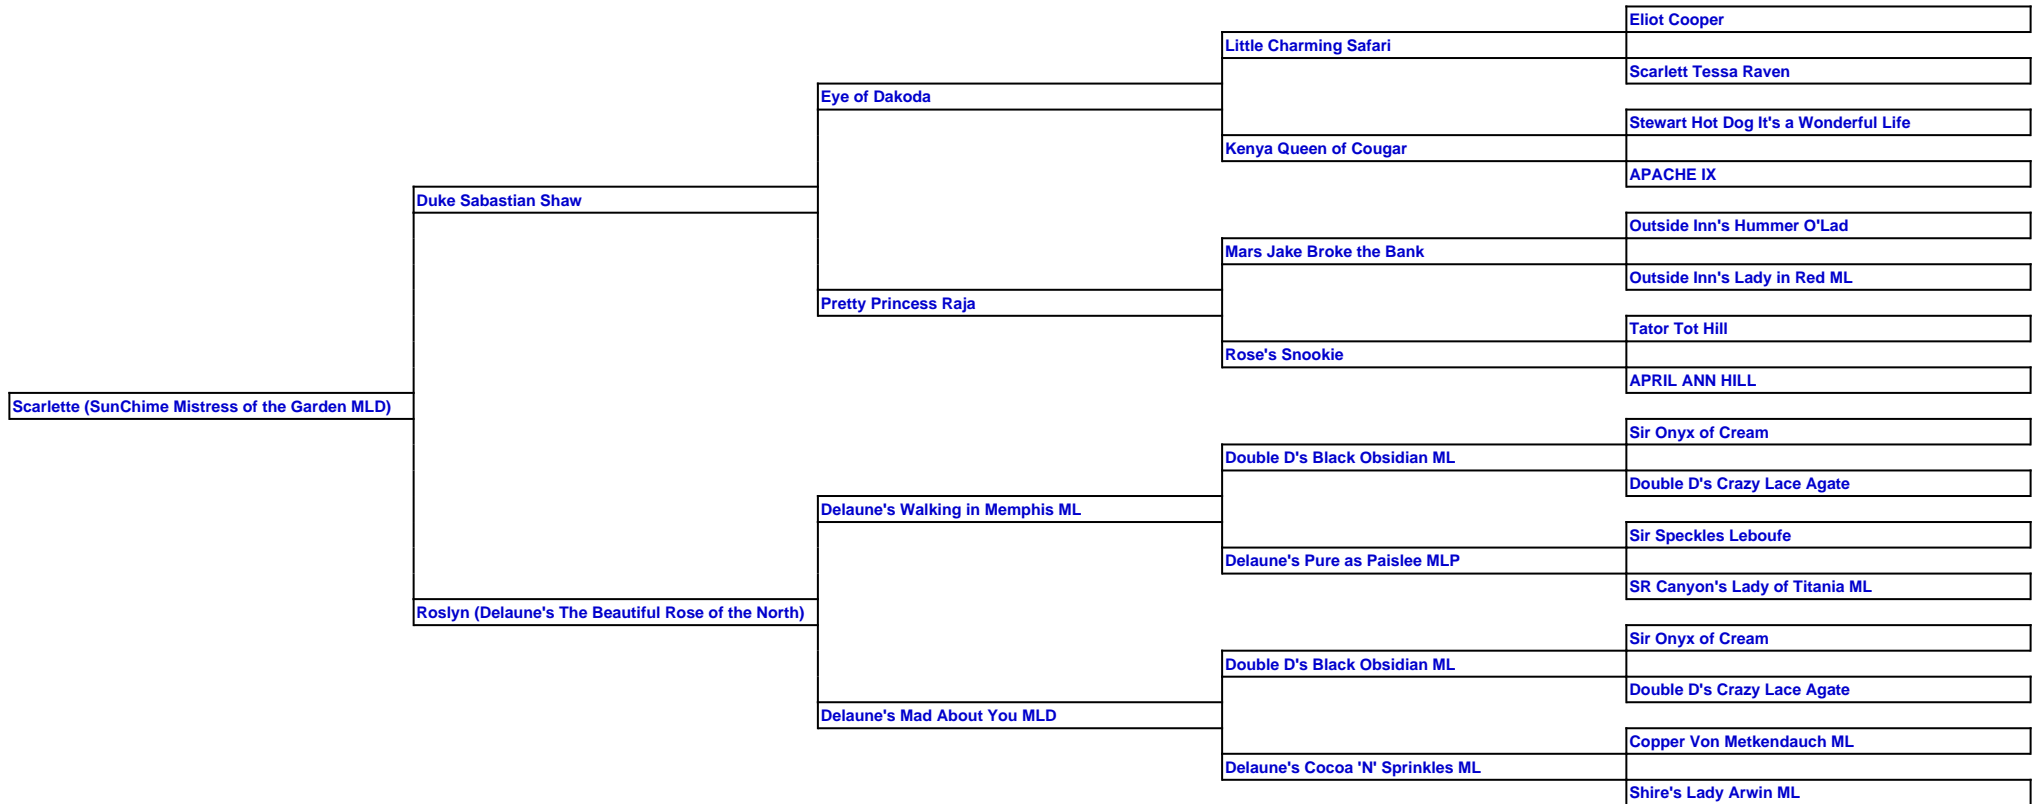 Eliot Cooper
Little Charming Safari
Scarlett Tessa Raven
Eye of Dakoda
Stewart Hot Dog It's a Wonderful Life
Kenya Queen of Cougar
APACHE IX
Duke Sabastian Shaw
Outside Inn's Hummer O'Lad
Mars Jake Broke the Bank
Outside Inn's Lady in Red ML
Pretty Princess Raja
Tator Tot Hill
Rose's Snookie
APRIL ANN HILL
Scarlette (SunChime Mistress of the Garden MLD)
Sir Onyx of Cream
Double D's Black Obsidian ML
Double D's Crazy Lace Agate
Delaune's Walking in Memphis ML
Sir Speckles Leboufe
Delaune's Pure as Paislee MLP
SR Canyon's Lady of Titania ML
Roslyn (Delaune's The Beautiful Rose of the North)
Sir Onyx of Cream
Double D's Black Obsidian ML
Double D's Crazy Lace Agate
Delaune's Mad About You MLD
Copper Von Metkendauch ML
Delaune's Cocoa 'N' Sprinkles ML
Shire's Lady Arwin ML